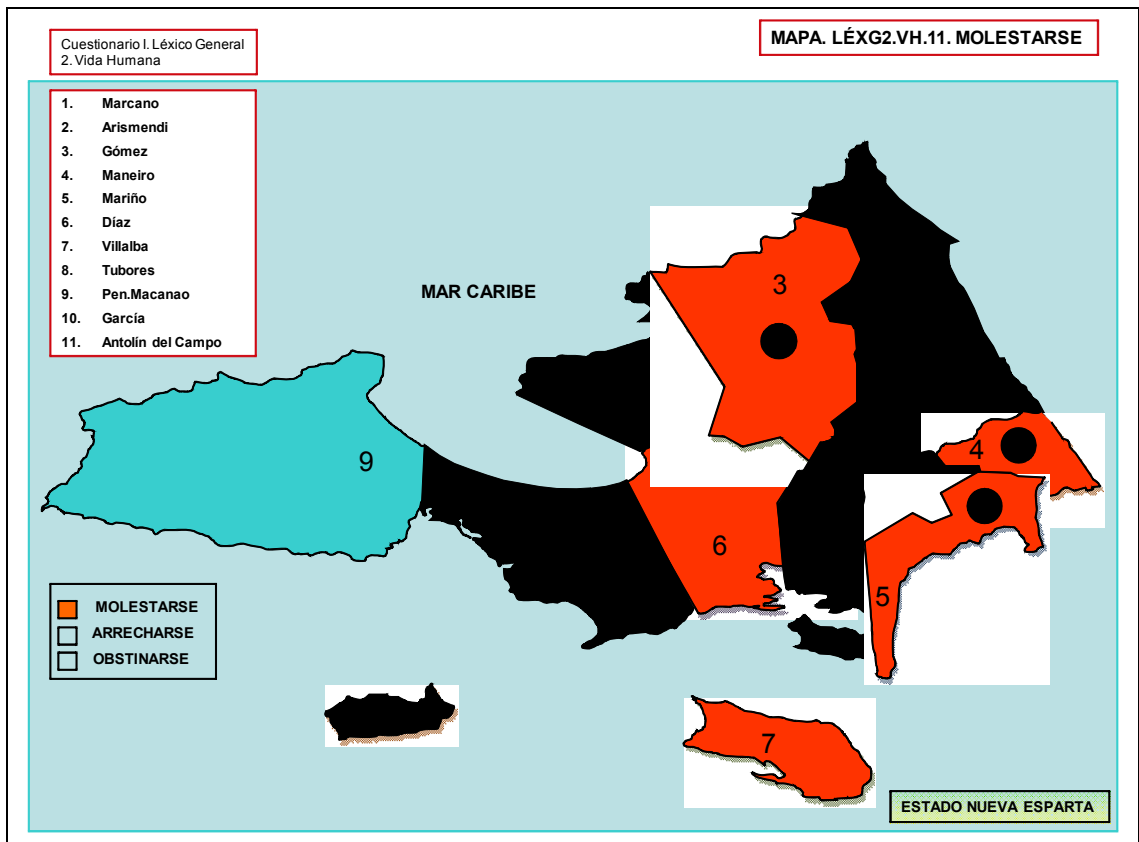 Cuestionario I. Léxico General
2. Vida Humana
MAPA. LÉXG2.VH.11. MOLESTARSE
1. Marcano
2. Arismendi
3. Gómez
4. Maneiro
5. Mariño
6. Díaz
7. Villalba
8. Tubores
9. Pen.Macanao
10. García
11. Antolín del Campo
MAR CARIBE
3
4
9
6
5
7
MOLESTARSE
ARRECHARSE
OBSTINARSE
ESTADO NUEVA ESPARTA